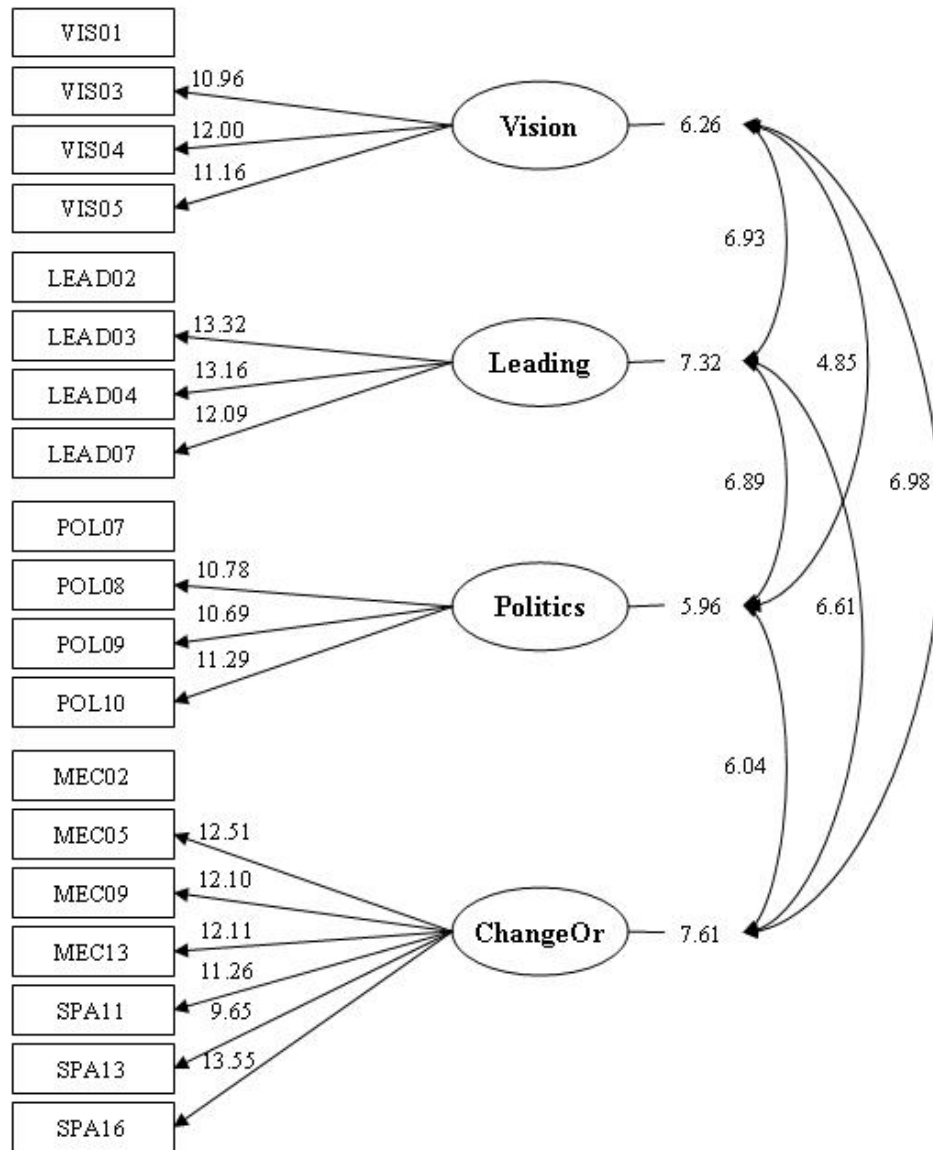 VIS01
VIS03
10.96
VIS04
12.00
VIS05
11.16
Vision
6.26
6.93
LEAD02
LEAD03
13.32
LEAD04
13.16
LEAD07
12.09
Leading
7.32
4.85
6.89
6.98
POL07
POL08
10.78
POL09
10.69
POL10
11.29
Politics
5.96
6.61
6.04
MEC02
MEC05
12.51
MEC09
12.10
MEC13
12.11
SPA11
11.26
SPA13
9.65
SPA16
13.55
ChangeOr
7.61